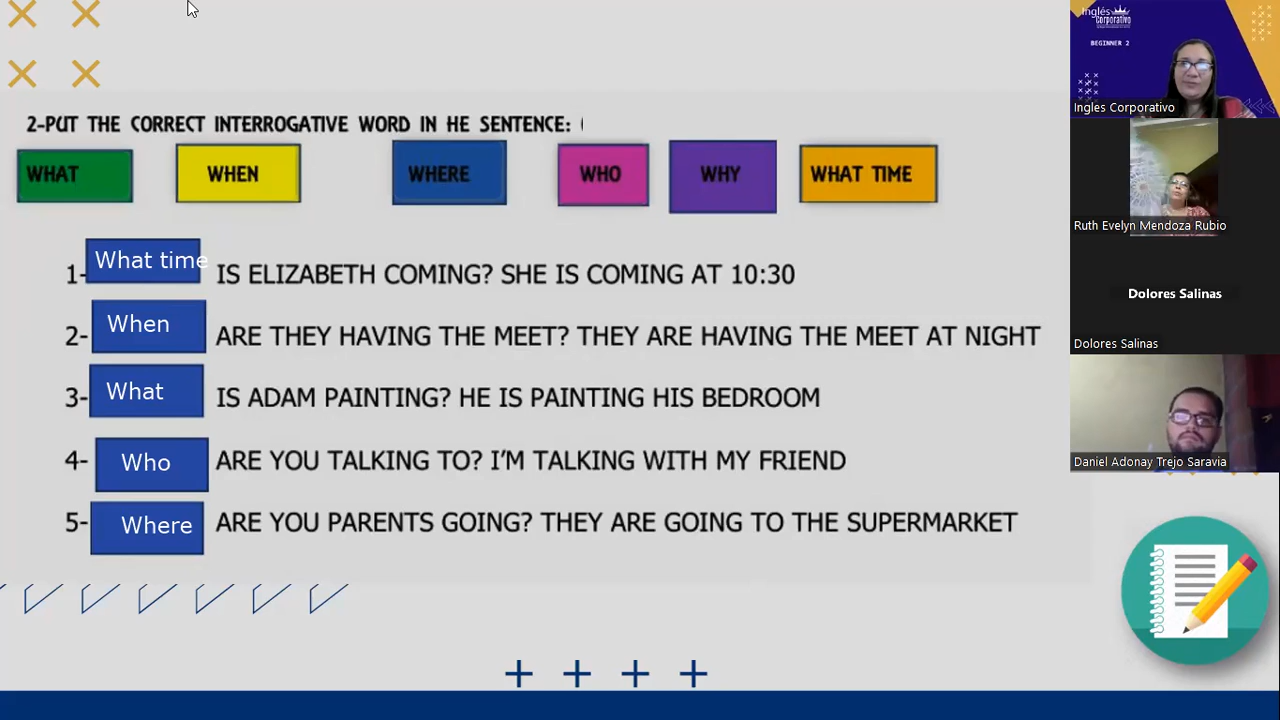 2-PUT THE CORRECT INTERROGATIVE WORD IN HE SENTENCE: (
WHAT WHEN WHERE WHO WHY WHAT TIME
1- What time IS ELIZABETH COMING? SHE IS COMING AT 10:30
2- When ARE THEY HAVING THE MEET? THEY ARE HAVING THE MEET AT NIGHT
3- What IS ADAM PAINTING? HE IS PAINTING HIS BEDROOM
4- Who ARE YOU TALKING TO? I'M TALKING WITH MY FRIEND
5- Where ARE YOU PARENTS GOING? THEY ARE GOING TO THE SUPERMARKET
Inglés
Corporativo
BEGINNER 2
Ingles Corporativo
Ruth Evelyn Mendoza Rubio
Dolores Salinas
Dolores Salinas
Daniel Adonay Trejo Saravia